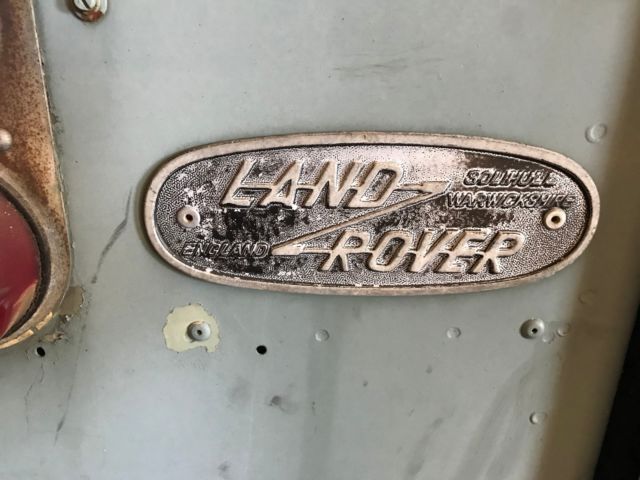 LAND
SOLIHULL
WARWICKSHIRE
ENGLAND
ROVER